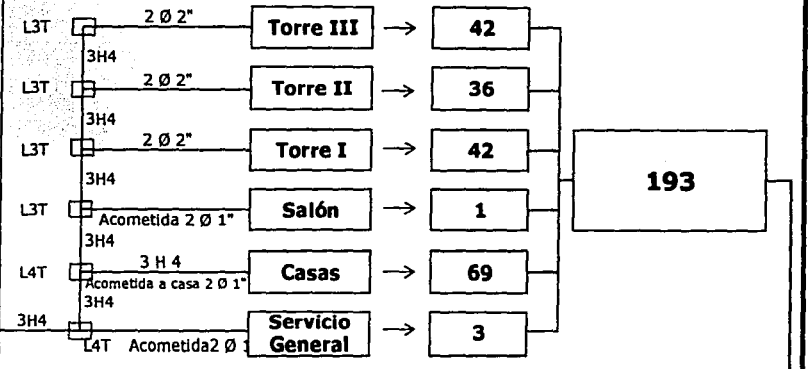 L3T 2 Ø 2" Torre III 42
3H4
L3T 2 Ø 2" Torre II 36
3H4
L3T 2 Ø 2" Torre I 42
193
3H4
L3T Acometida 2 Ø 1" Salón 1
3H4
L4T 3 H 4 Casas 69
Acometida a casa 2 Ø 1"
3H4
3H4 Servicio
General 3
L4T Acometida2 Ø 1